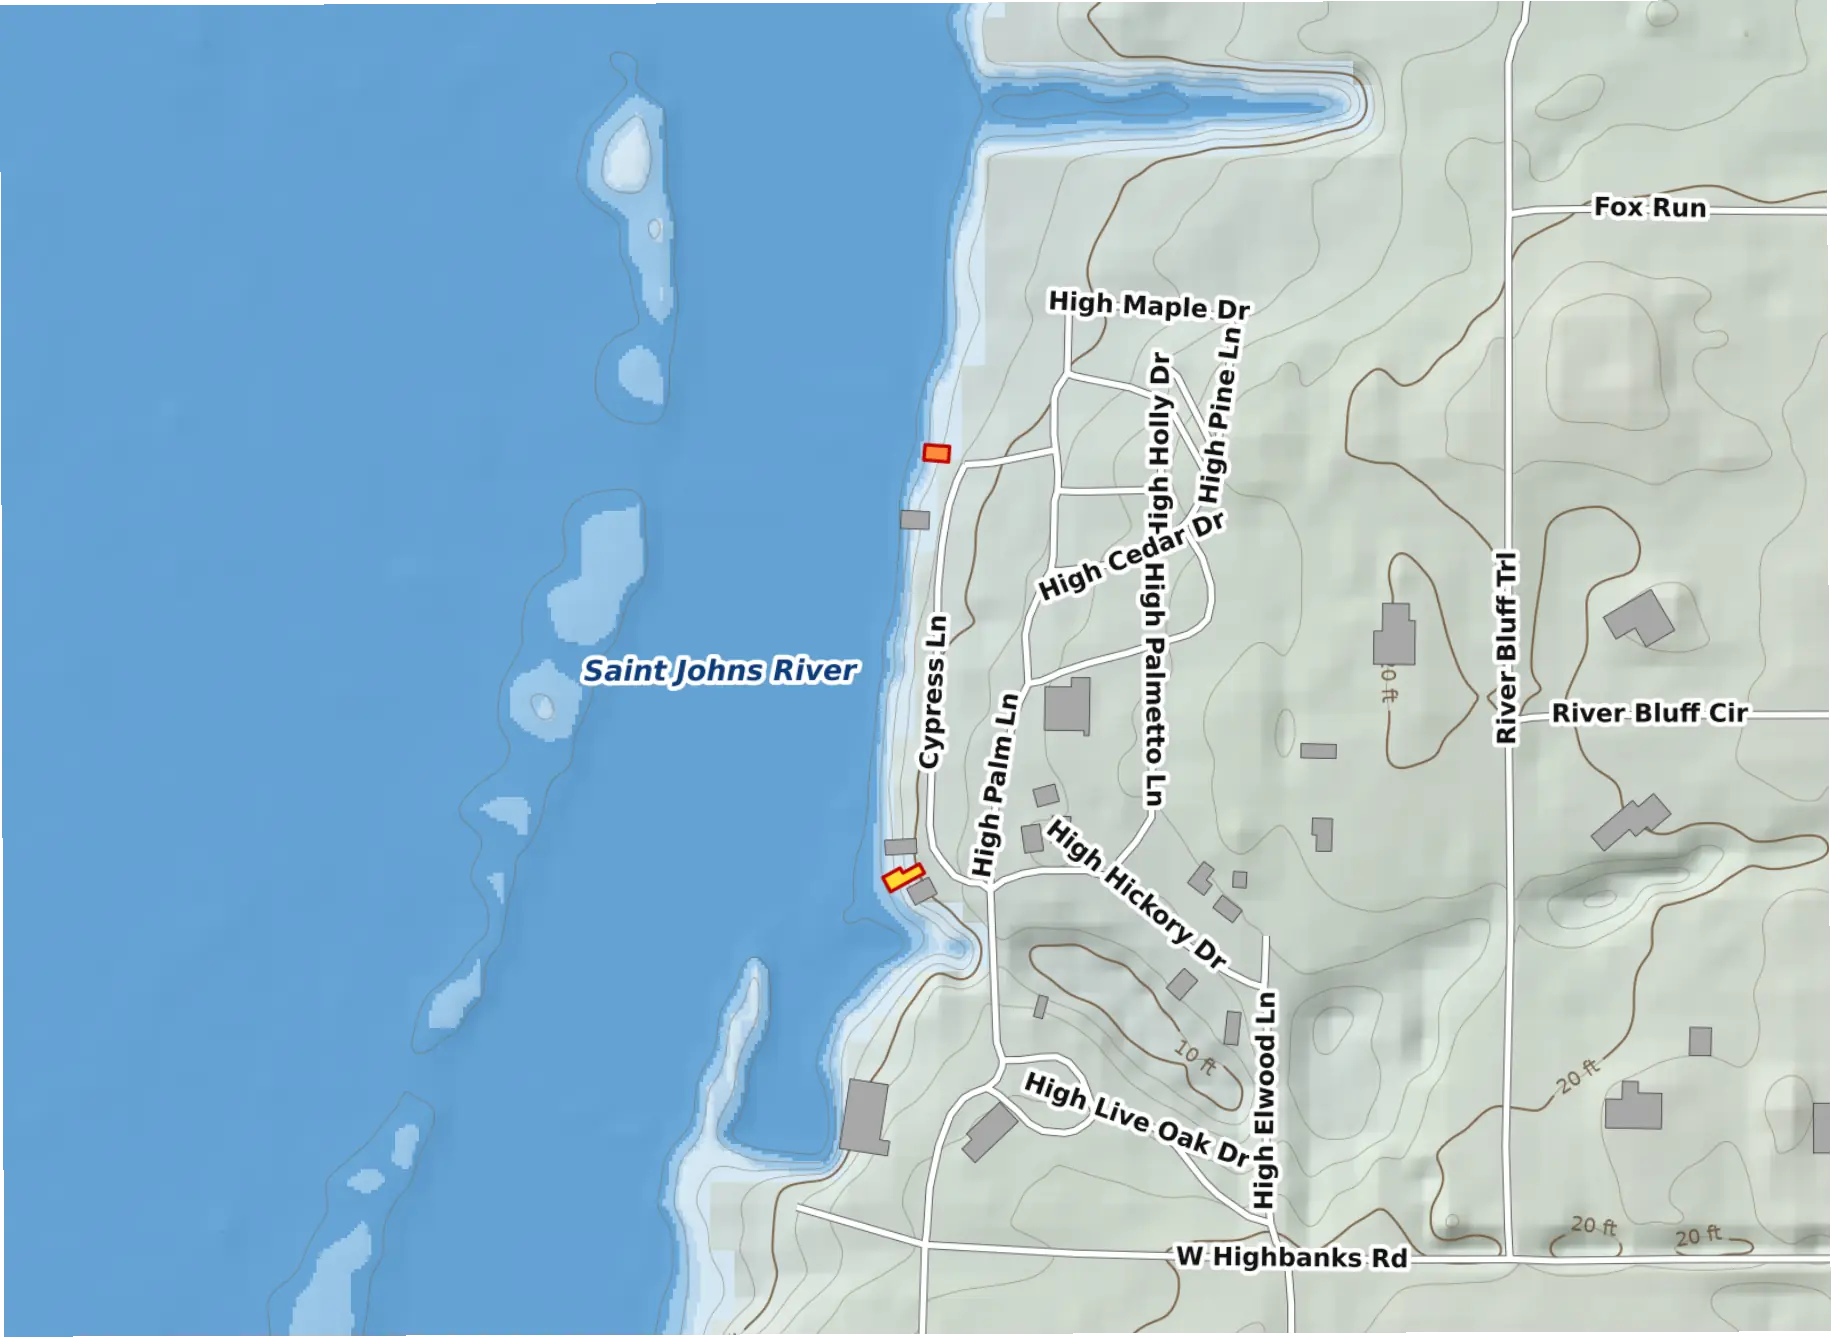 Fox Run
High Maple Dr
High Pine Ln
High Holly Dr
High Cedar Dr
High Palmetto Ln
River Bluff Trl
Cypress Ln
Saint Johns River
20 ft
High Palm Ln
River Bluff Cir
High Hickory Dr
High Elwood Ln
10 ft
20 ft
High Live Oak Dr
20 ft
20 ft
W Highbanks Rd